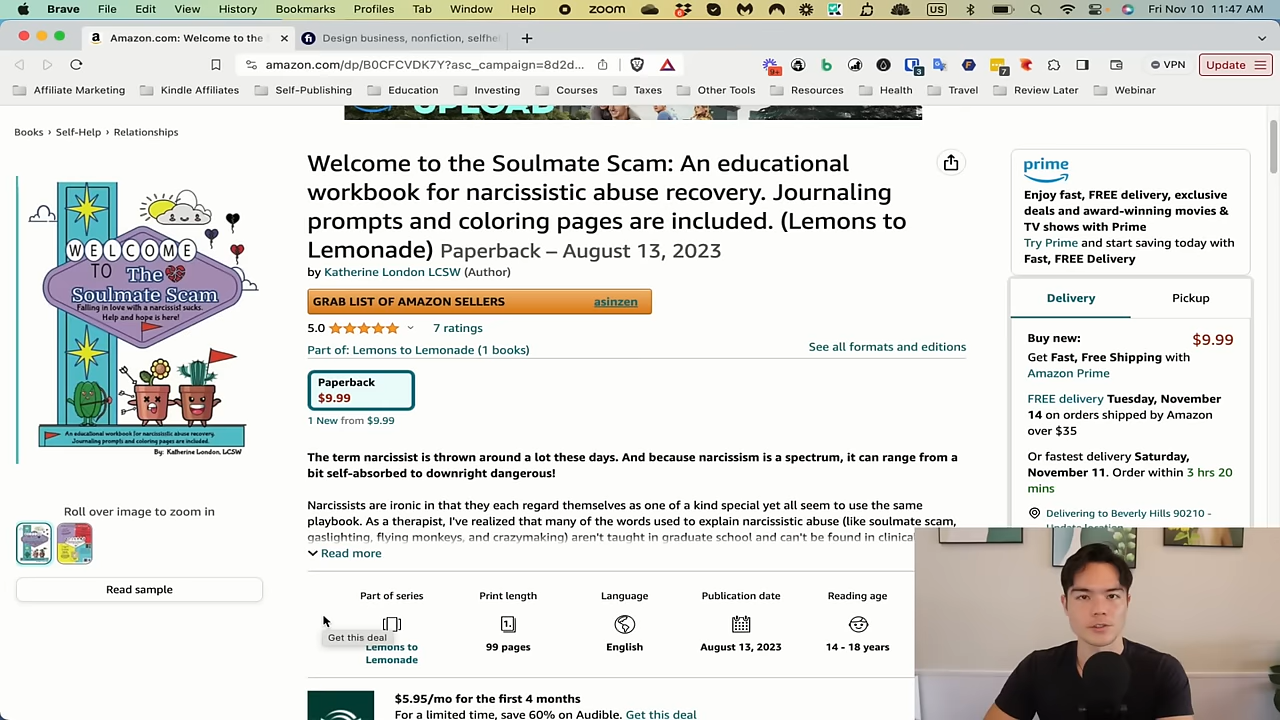 Brave File Edit View History Bookmarks Profiles Tab Window Help zoom US Fri Nov 10 11:47 AM
Amazon.com: Welcome to the
Design business, nonfiction, selfhe
amazon.com/dp/B0CFCVDK7Y?asc_campaign=8d2d...
9+
3
7
VPN
Update
Affiliate Marketing Kindle Affiliates Self-Publishing Education Investing Courses Taxes Other Tools Resources Health Travel Review Later Webinar
UPLOAD
Books › Self-Help › Relationships
WELCOME
TO The
Soulmate Scam
Falling in love with a narcissist sucks.
Help and hope is here!
An educational workbook for narcissistic abuse recovery.
Journaling prompts and coloring pages are included.
By: Katherine London, LCSW
Roll over image to zoom in
Read sample
Welcome to the Soulmate Scam: An educational
workbook for narcissistic abuse recovery. Journaling
prompts and coloring pages are included. (Lemons to
Lemonade) Paperback – August 13, 2023
by Katherine London LCSW (Author)
GRAB LIST OF AMAZON SELLERS asinzen
5.0 7 ratings
Part of: Lemons to Lemonade (1 books)
See all formats and editions
Paperback
$9.99
1 New from $9.99
The term narcissist is thrown around a lot these days. And because narcissism is a spectrum, it can range from a
bit self-absorbed to downright dangerous!
Narcissists are ironic in that they each regard themselves as one of a kind special yet all seem to use the same
playbook. As a therapist, I've realized that many of the words used to explain narcissistic abuse (like soulmate scam,
gaslighting, flying monkeys, and crazymaking) aren't taught in graduate school and can't be found in clinical
Read more
Part of series
Lemons to
Lemonade
Get this deal
Print length
1.
99 pages
Language
English
Publication date
August 13, 2023
Reading age
14 - 18 years
$5.95/mo for the first 4 months
For a limited time, save 60% on Audible. Get this deal
prime
Enjoy fast, FREE delivery, exclusive
deals and award-winning movies &
TV shows with Prime
Try Prime and start saving today with
Fast, FREE Delivery
Delivery Pickup
Buy new: $9.99
Get Fast, Free Shipping with
Amazon Prime
FREE delivery Tuesday, November
14 on orders shipped by Amazon
over $35
Or fastest delivery Saturday,
November 11. Order within 3 hrs 20
mins
Delivering to Beverly Hills 90210 -
Update location